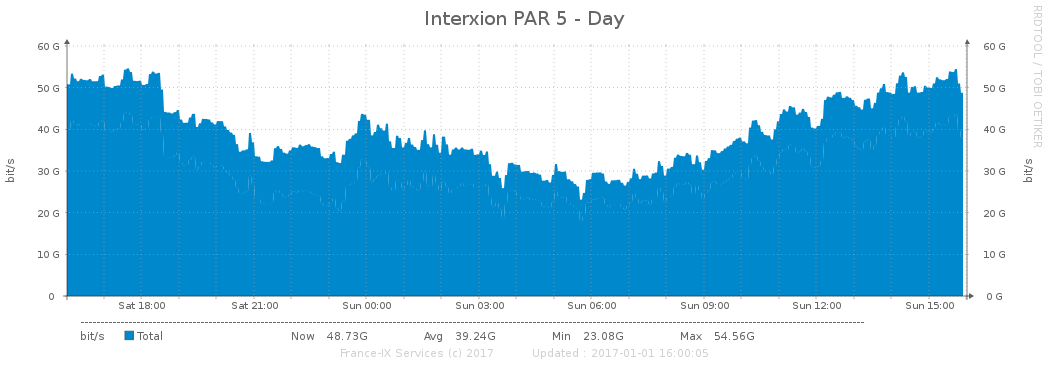 Interxion PAR 5 - Day
RRDTOOL / TOBI OETIKER
60 G 60 G
50 G 50 G
40 G 40 G
30 G 30 G
20 G 20 G
10 G 10 G
0 0 G
bit/s bit/s
Sat 18:00 Sat 21:00 Sun 00:00 Sun 03:00 Sun 06:00 Sun 09:00 Sun 12:00 Sun 15:00
bit/s Total Now 48.73G Avg 39.24G Min 23.08G Max 54.56G
France-IX Services (c) 2017 Updated : 2017-01-01 16:00:05